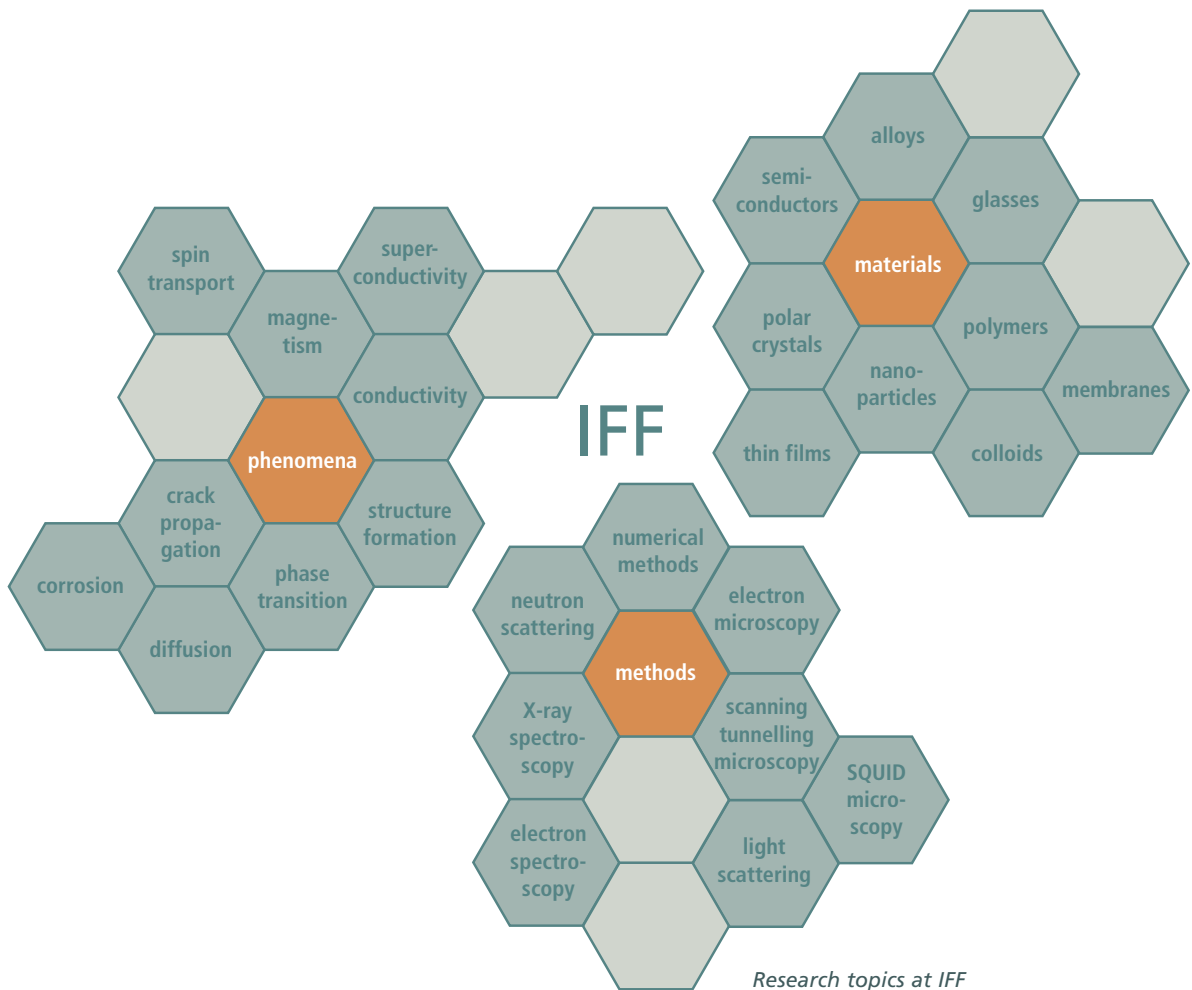 spin
transport
super-
conductivity
magne-
tism
conductivity
phenomena
crack
propa-
gation
structure
formation
corrosion
phase
transition
diffusion
IFF
alloys
semi-
conductors
glasses
materials
polar
crystals
polymers
nano-
particles
membranes
thin films
colloids
numerical
methods
neutron
scattering
electron
microscopy
methods
X-ray
spectro-
scopy
scanning
tunnelling
microscopy
SQUID
micro-
scopy
electron
spectro-
scopy
light
scattering
Research topics at IFF